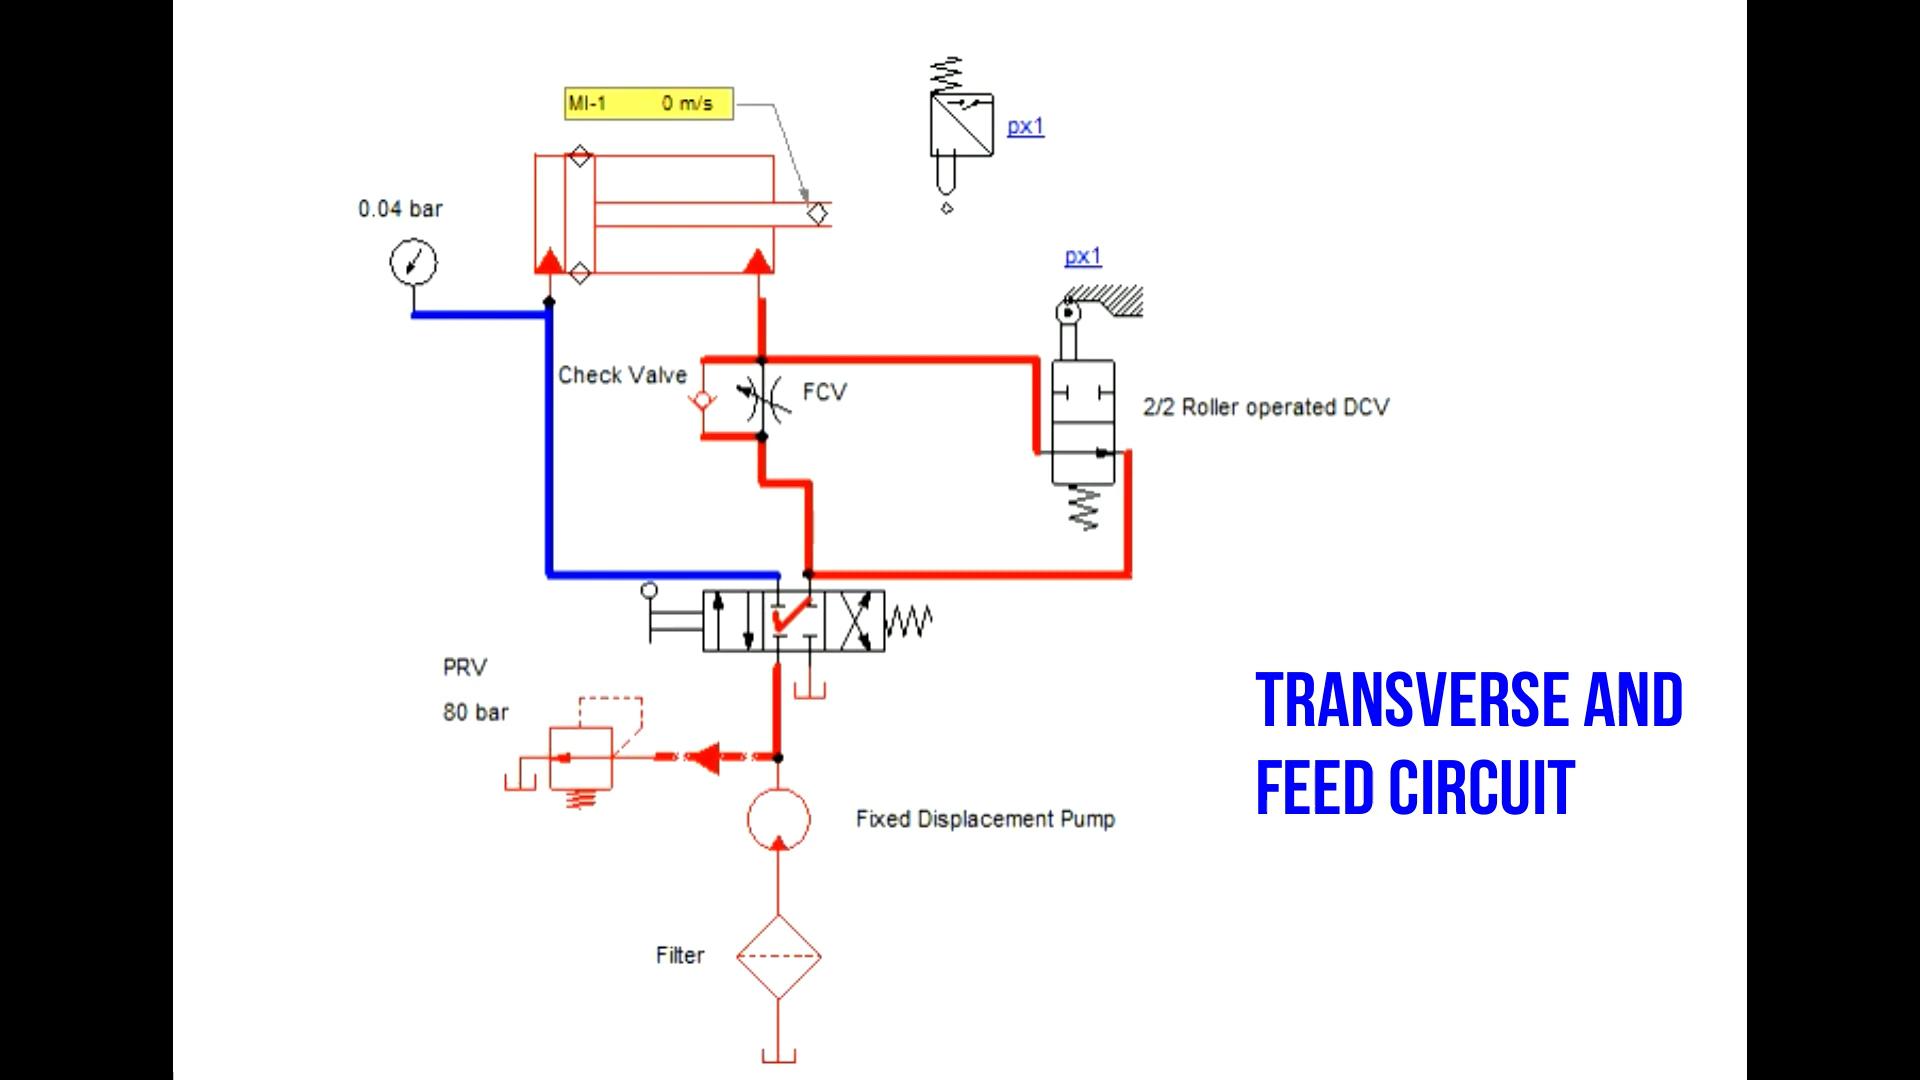 MI-1 0 m/s
px1
0.04 bar
px1
Check Valve
FCV
2/2 Roller operated DCV
PRV
80 bar
TRANSVERSE AND
FEED CIRCUIT
Fixed Displacement Pump
Filter